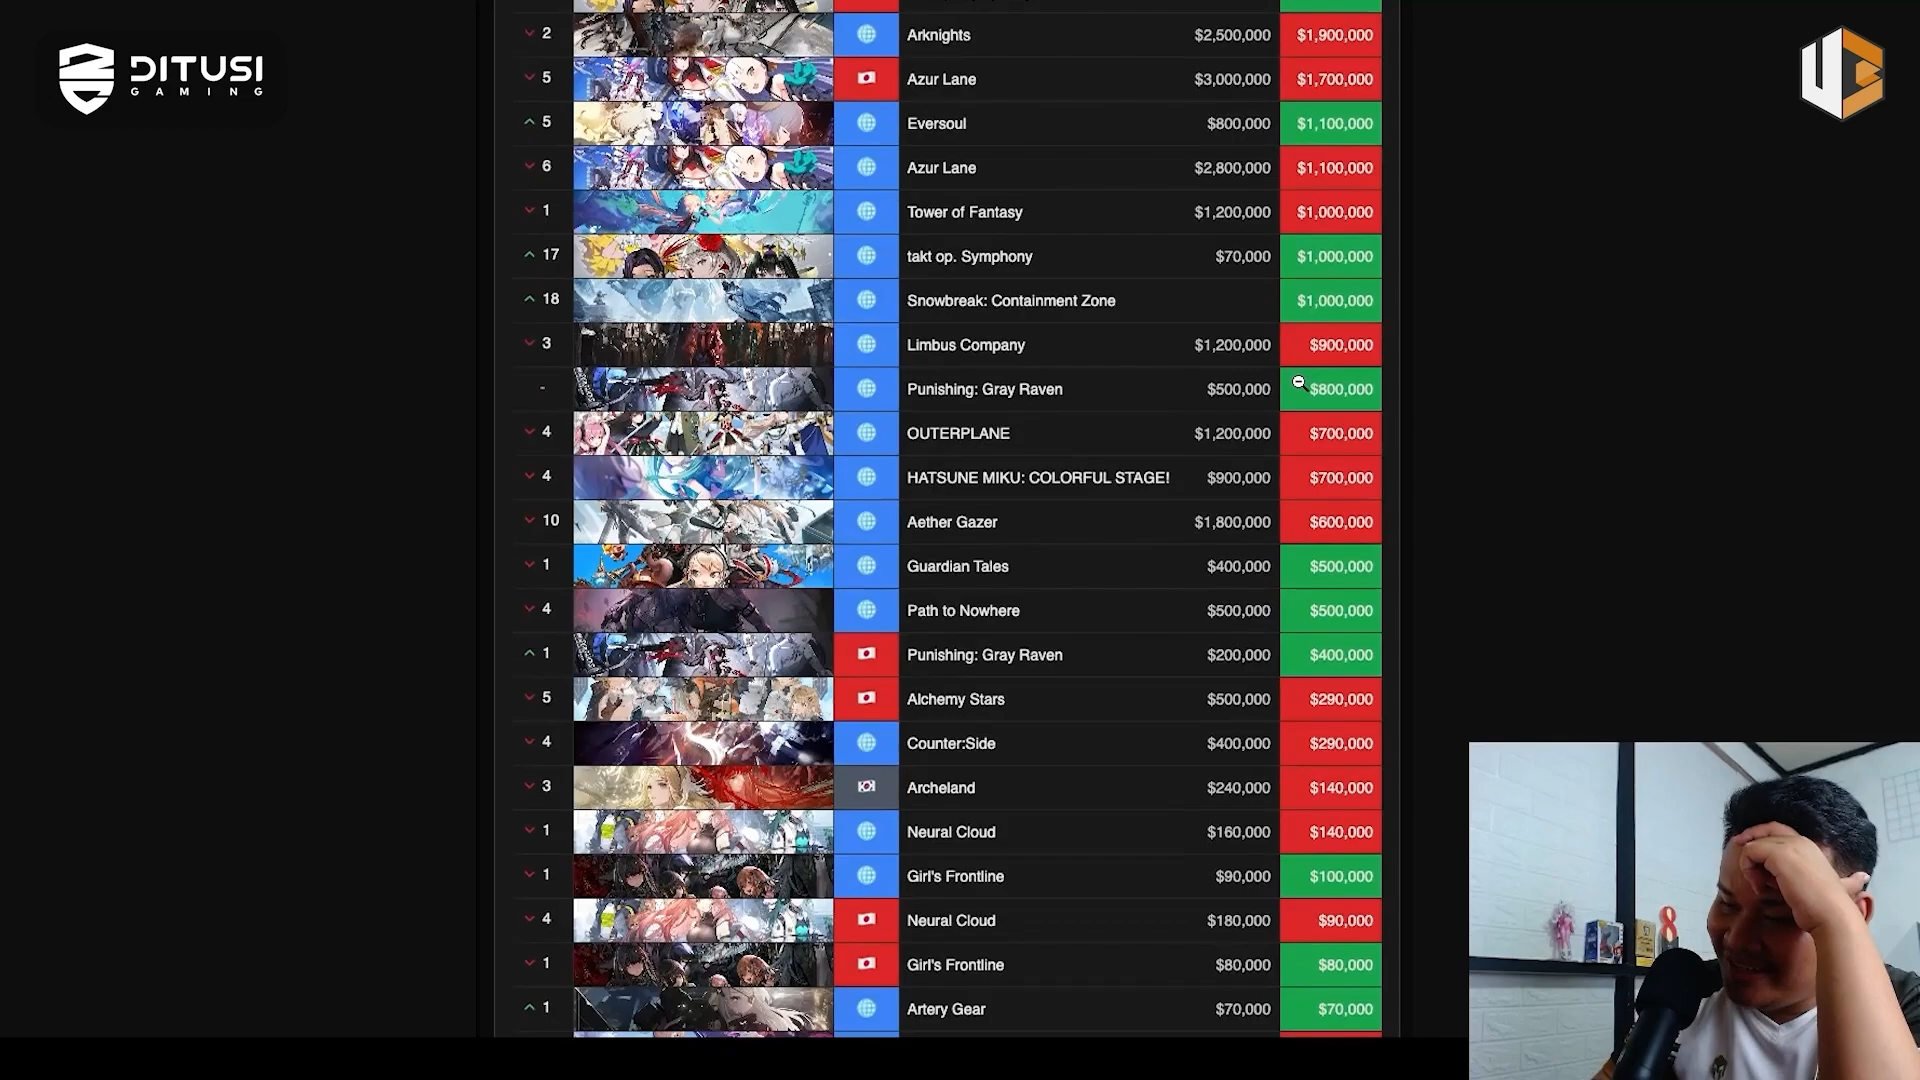 DITUSI
GAMING
2 Arknights $2,500,000 $1,900,000
5 Azur Lane $3,000,000 $1,700,000
5 Eversoul $800,000 $1,100,000
6 Azur Lane $2,800,000 $1,100,000
1 Tower of Fantasy $1,200,000 $1,000,000
17 takt op. Symphony $70,000 $1,000,000
18 Snowbreak: Containment Zone $1,000,000
3 Limbus Company $1,200,000 $900,000
- Punishing: Gray Raven $500,000 $800,000
4 OUTERPLANE $1,200,000 $700,000
4 HATSUNE MIKU: COLORFUL STAGE! $900,000 $700,000
10 Aether Gazer $1,800,000 $600,000
1 Guardian Tales $400,000 $500,000
4 Path to Nowhere $500,000 $500,000
1 Punishing: Gray Raven $200,000 $400,000
5 Alchemy Stars $500,000 $290,000
4 Counter:Side $400,000 $290,000
3 Archeland $240,000 $140,000
1 Neural Cloud $160,000 $140,000
1 Girl's Frontline $90,000 $100,000
4 Neural Cloud $180,000 $90,000
1 Girl's Frontline $80,000 $80,000
1 Artery Gear $70,000 $70,000